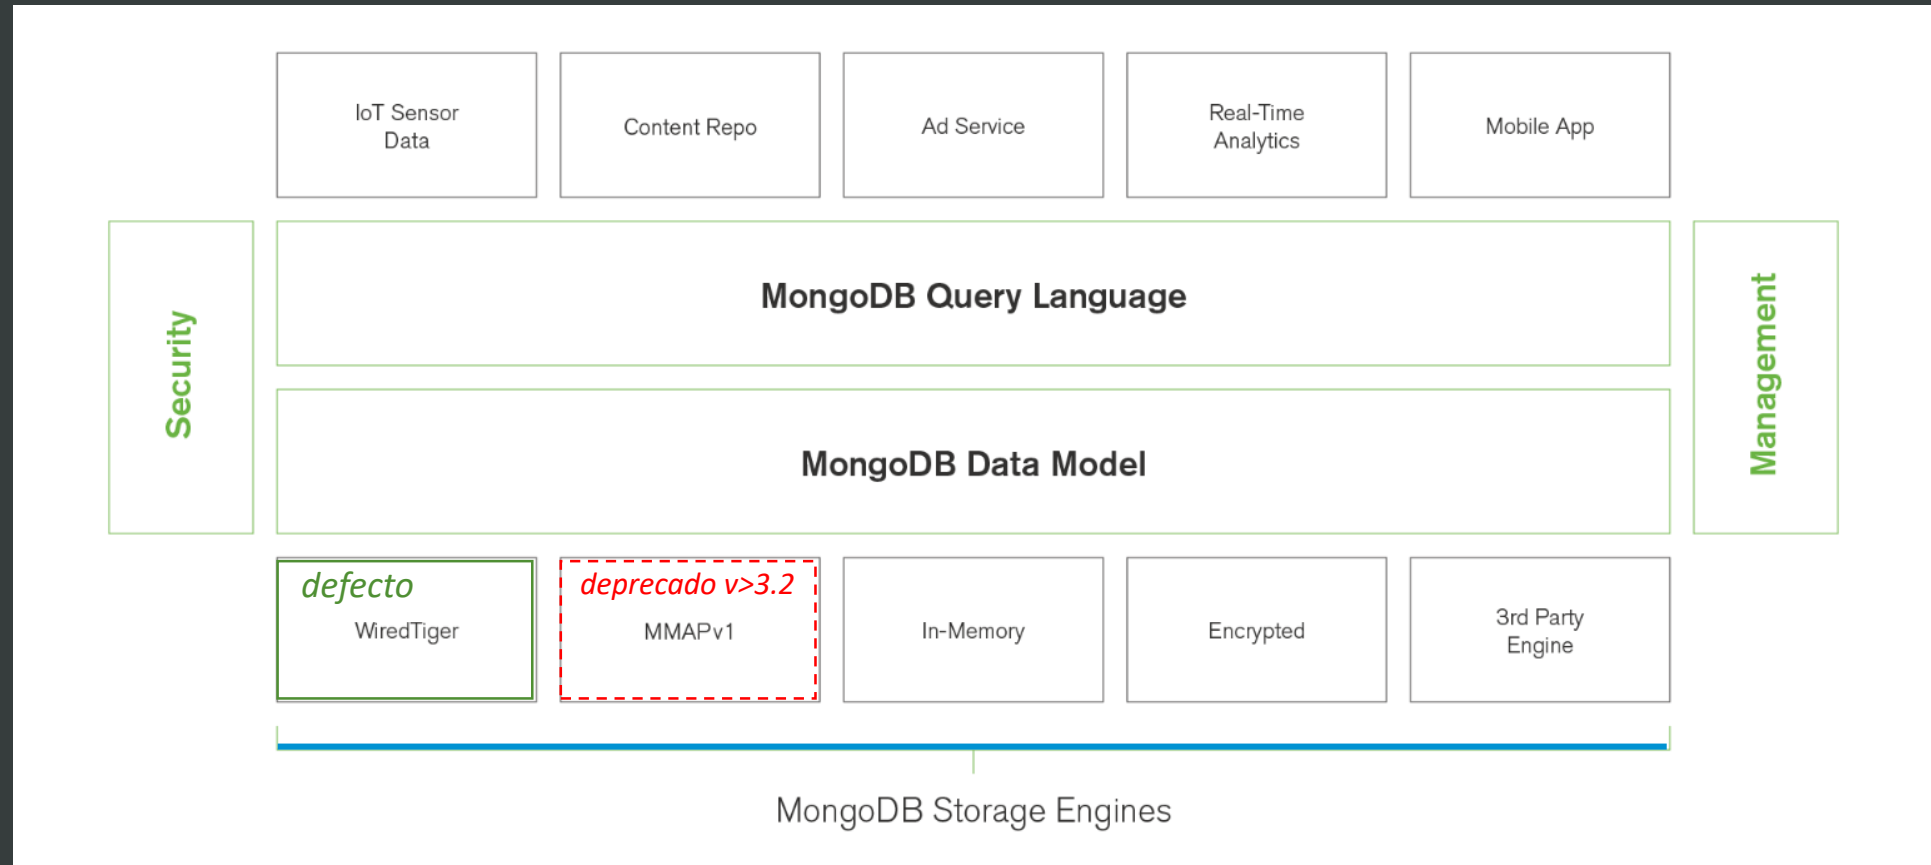 IoT Sensor
Data
Content Repo
Ad Service
Real-Time
Analytics
Mobile App
Security
MongoDB Query Language
MongoDB Data Model
Management
defecto
WiredTiger
deprecado v>3.2
MMAPv1
In-Memory
Encrypted
3rd Party
Engine
MongoDB Storage Engines